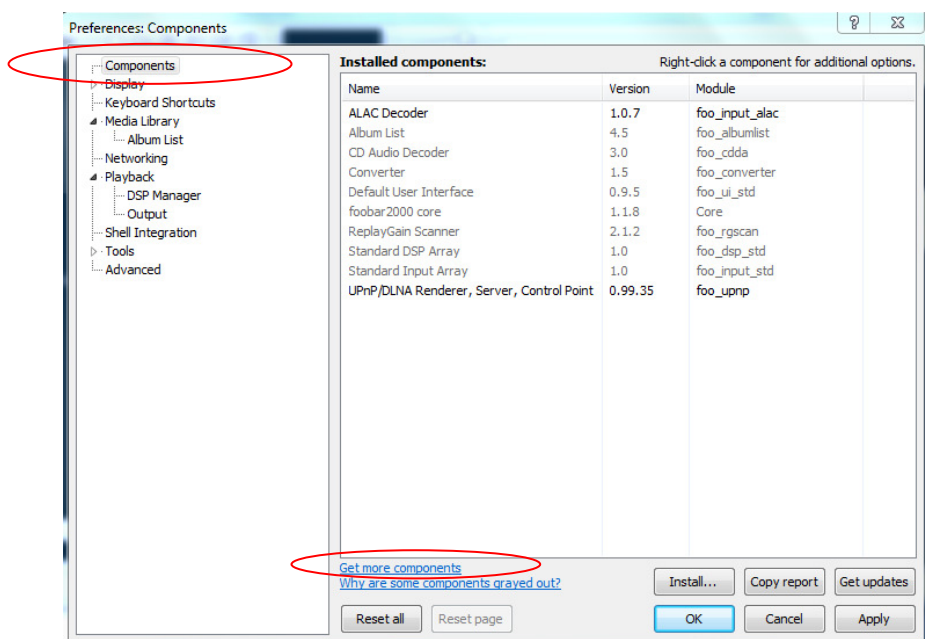 Preferences: Components
Components
Display
Keyboard Shortcuts
Media Library
Album List
Networking
Playback
DSP Manager
Output
Shell Integration
Tools
Advanced
Installed components: Right-click a component for additional options.
Name Version Module
ALAC Decoder 1.0.7 foo_input_alac
Album List 4.5 foo_albumlist
CD Audio Decoder 3.0 foo_cdda
Converter 1.5 foo_converter
Default User Interface 0.9.5 foo_ui_std
foobar2000 core 1.1.8 Core
ReplayGain Scanner 2.1.2 foo_rgscan
Standard DSP Array 1.0 foo_dsp_std
Standard Input Array 1.0 foo_input_std
UPnP/DLNA Renderer, Server, Control Point 0.99.35 foo_upnp
Get more components
Why are some components grayed out?
Install... Copy report Get updates
Reset all Reset page OK Cancel Apply